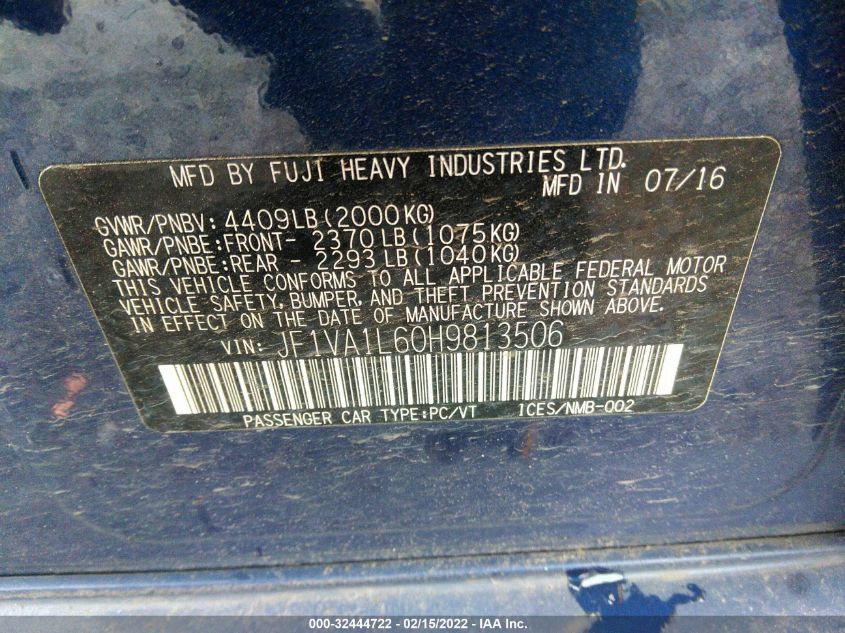 MFD BY FUJI HEAVY INDUSTRIES LTD.
MFD IN 07/16
GVWR/PNBV: 4409LB(2000KG)
GAWR/PNBE:FRONT- 2370LB(1075KG)
GAWR/PNBE:REAR - 2293LB(1040KG)
THIS VEHICLE CONFORMS TO ALL APPLICABLE FEDERAL MOTOR
VEHICLE SAFETY, BUMPER, AND THEFT PREVENTION STANDARDS
IN EFFECT ON THE DATE OF MANUFACTURE SHOWN ABOVE.
VIN: JF1VA1L60H9813506
PASSENGER CAR TYPE:PC/VT ICES/NMB-002
000-32444722 - 02/15/2022 - IAA Inc.